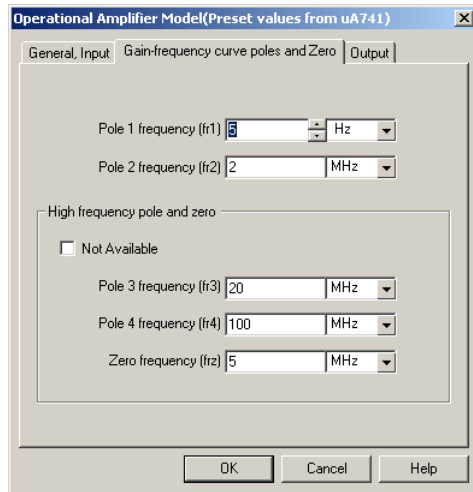 Operational Amplifier Model(Preset values from uA741)
General, Input Gain-frequency curve poles and Zero Output
Pole 1 frequency (fr1) 5 Hz
Pole 2 frequency (fr2) 2 MHz
High frequency pole and zero
Not Available
Pole 3 frequency (fr3) 20 MHz
Pole 4 frequency (fr4) 100 MHz
Zero frequency (frz) 5 MHz
OK Cancel Help